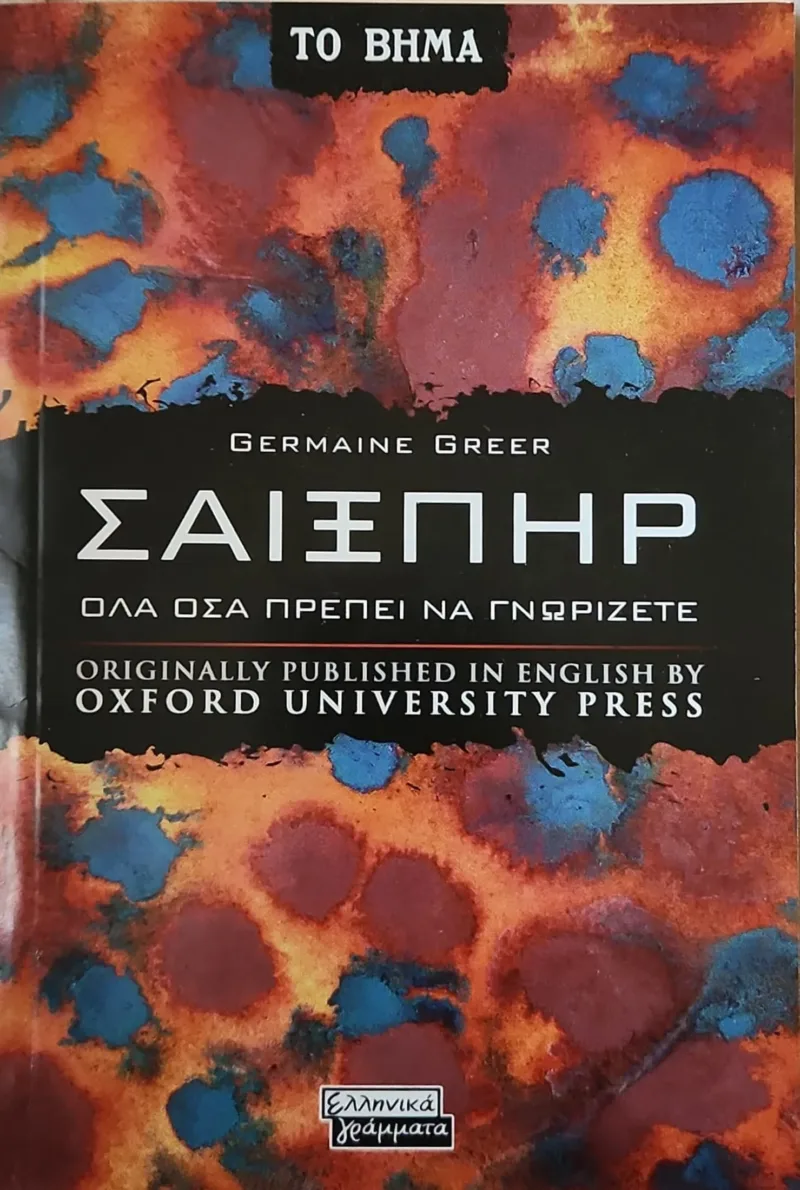 ΤΟ ΒΗΜΑ
GERMAINE GREER
ΣΑΙΞΠΗΡ
ΟΛΑ ΟΣΑ ΠΡΕΠΕΙ ΝΑ ΓΝΩΡΙΖΕΤΕ
ORIGINALLY PUBLISHED IN ENGLISH BY
OXFORD UNIVERSITY PRESS
ελληνικά
γράμματα